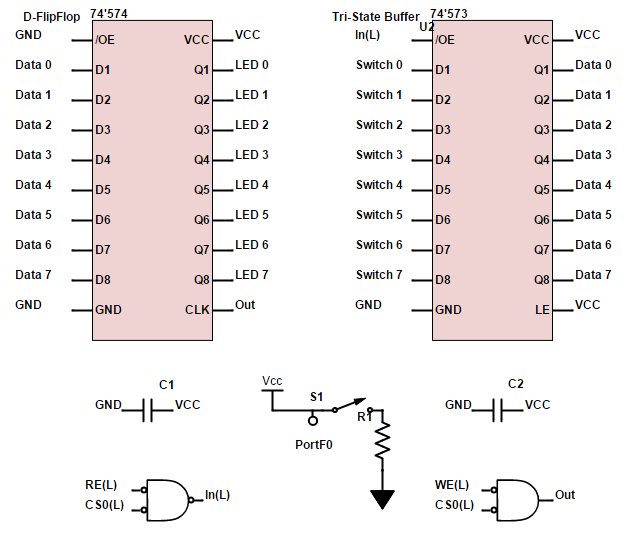 D-FlipFlop 74'574
GND /OE VCC VCC
Data 0 D1 Q1 LED 0
Data 1 D2 Q2 LED 1
Data 2 D3 Q3 LED 2
Data 3 D4 Q4 LED 3
Data 4 D5 Q5 LED 4
Data 5 D6 Q6 LED 5
Data 6 D7 Q7 LED 6
Data 7 D8 Q8 LED 7
GND GND CLK Out
Tri-State Buffer 74'573
U2
In(L) /OE VCC VCC
Switch 0 D1 Q1 Data 0
Switch 1 D2 Q2 Data 1
Switch 2 D3 Q3 Data 2
Switch 3 D4 Q4 Data 3
Switch 4 D5 Q5 Data 4
Switch 5 D6 Q6 Data 5
Switch 6 D7 Q7 Data 6
Switch 7 D8 Q8 Data 7
GND GND LE VCC
C1
GND VCC
Vcc
S1
R1
PortF0
C2
GND VCC
RE(L)
CS0(L)
In(L)
WE(L)
CS0(L)
Out